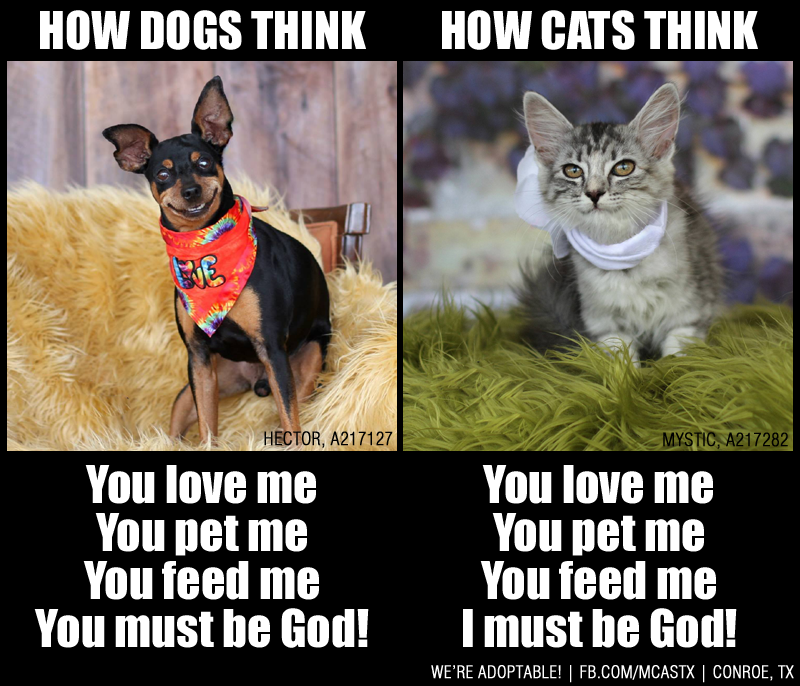 HOW DOGS THINK
HOW CATS THINK
HECTOR, A217127
MYSTIC, A217282
You love me
You pet me
You feed me
You must be God!
You love me
You pet me
You feed me
I must be God!
WE'RE ADOPTABLE! | FB.COM/MCASTX | CONROE, TX